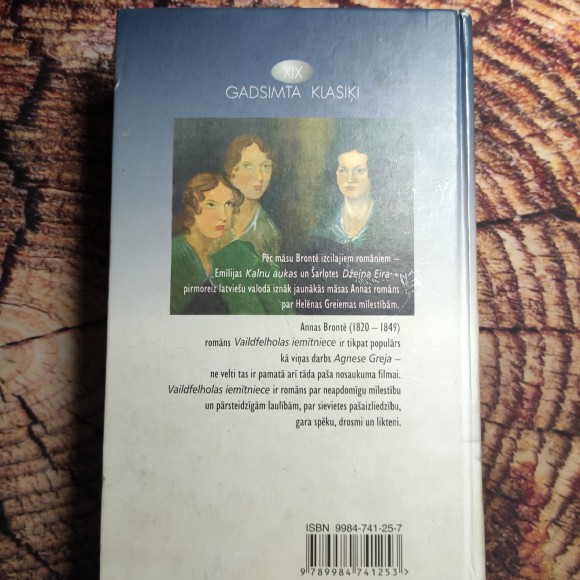 XIX
GADSIMTA KLASIĶI
Pēc māsu Brontē izcilajiem romāniem –
Emīlijas Kalnu aukas un Šarlotes Džeina Eira –
pirmoreiz latviešu valodā iznāk jaunākās māsas Annas romāns
par Helēnas Greiemas mīlestībām.
Annas Brontē (1820 – 1849)
romāns Vaildfelholas iemītniece ir tikpat populārs
kā viņas darbs Agnese Greja –
ne velti tas ir pamatā arī tāda paša nosaukuma filmai.
Vaildfelholas iemītniece ir romāns par neapdomīgu mīlestību
un pārsteidzīgām laulībām, par sievietes pašaizliedzību,
gara spēku, drosmi un likteni.
ISBN 9984-741-25-7
9 789984 741253 >